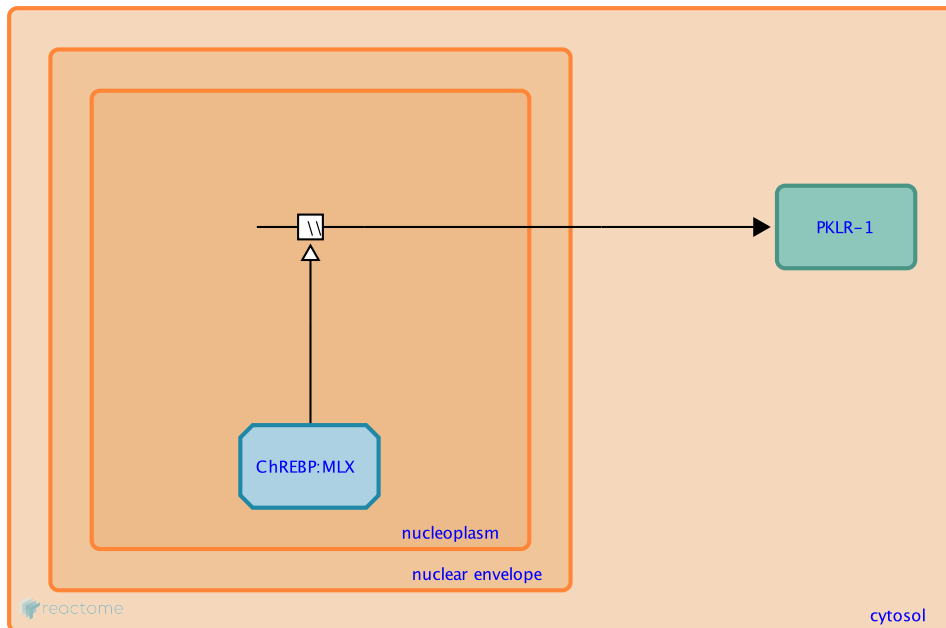 \\
PKLR-1
ChREBP:MLX
nucleoplasm
nuclear envelope
reactome
cytosol